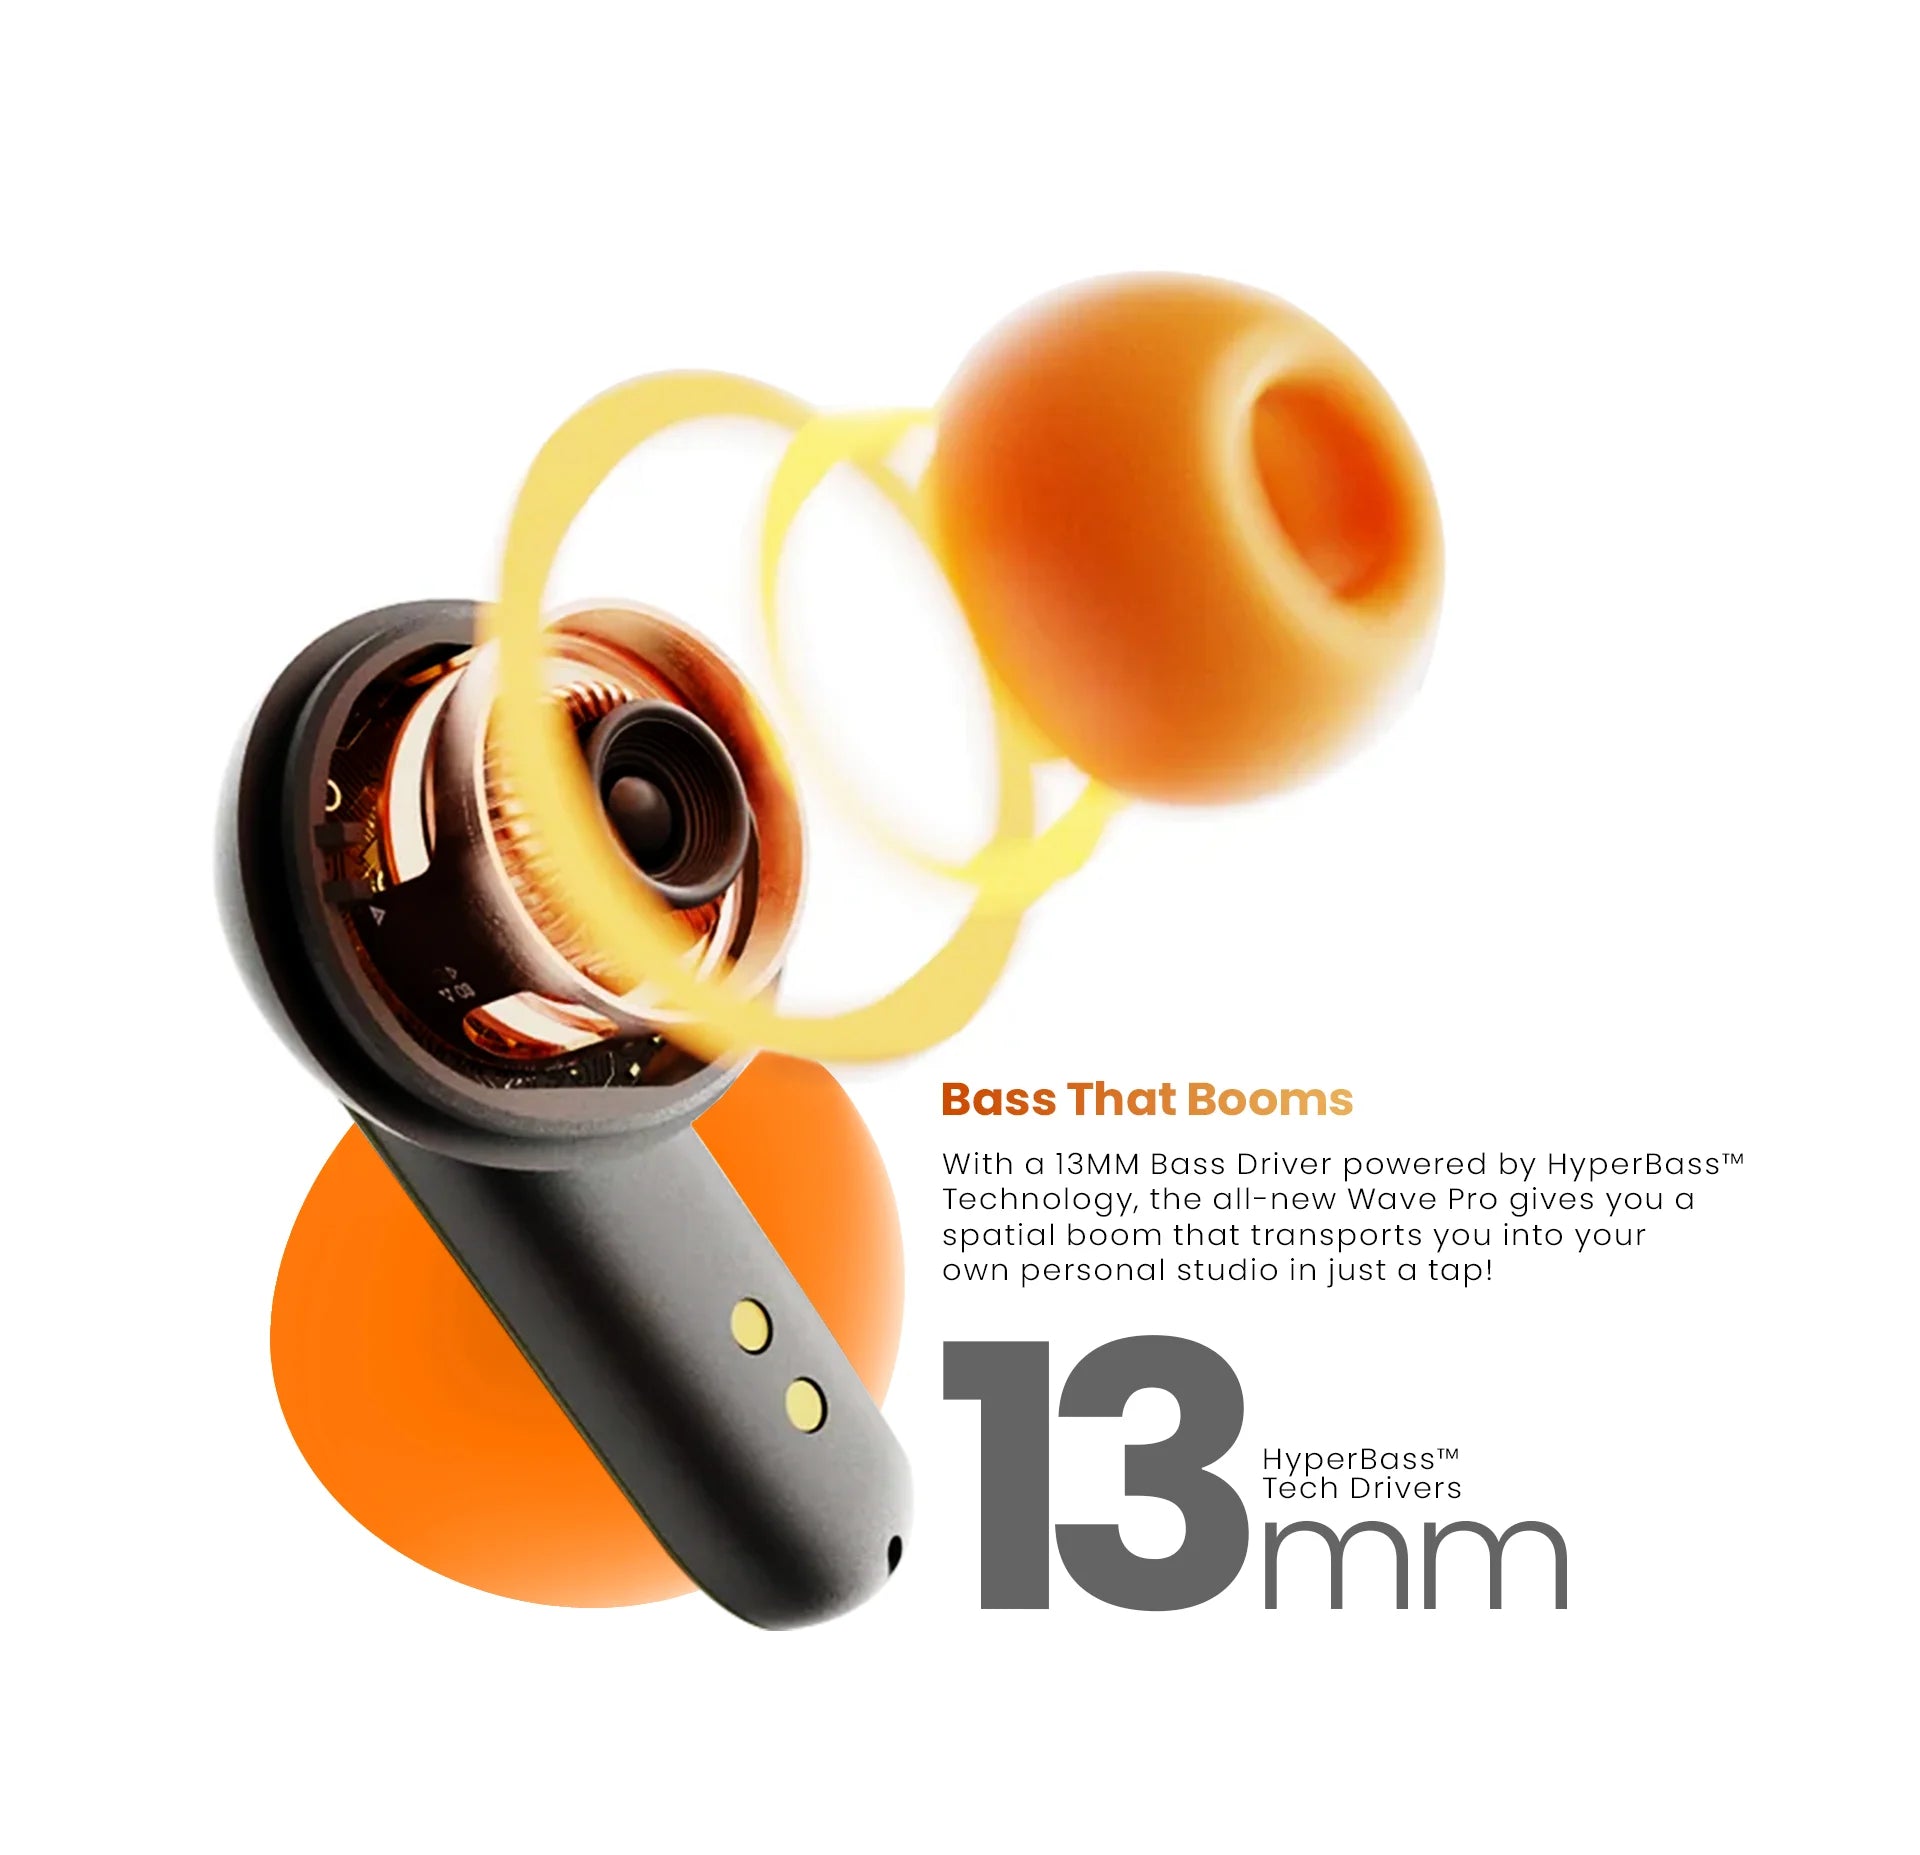 Bass That Booms
With a 13MM Bass Driver powered by HyperBass™
Technology, the all-new Wave Pro gives you a
spatial boom that transports you into your
own personal studio in just a tap!
13
HyperBass™
Tech Drivers
mm